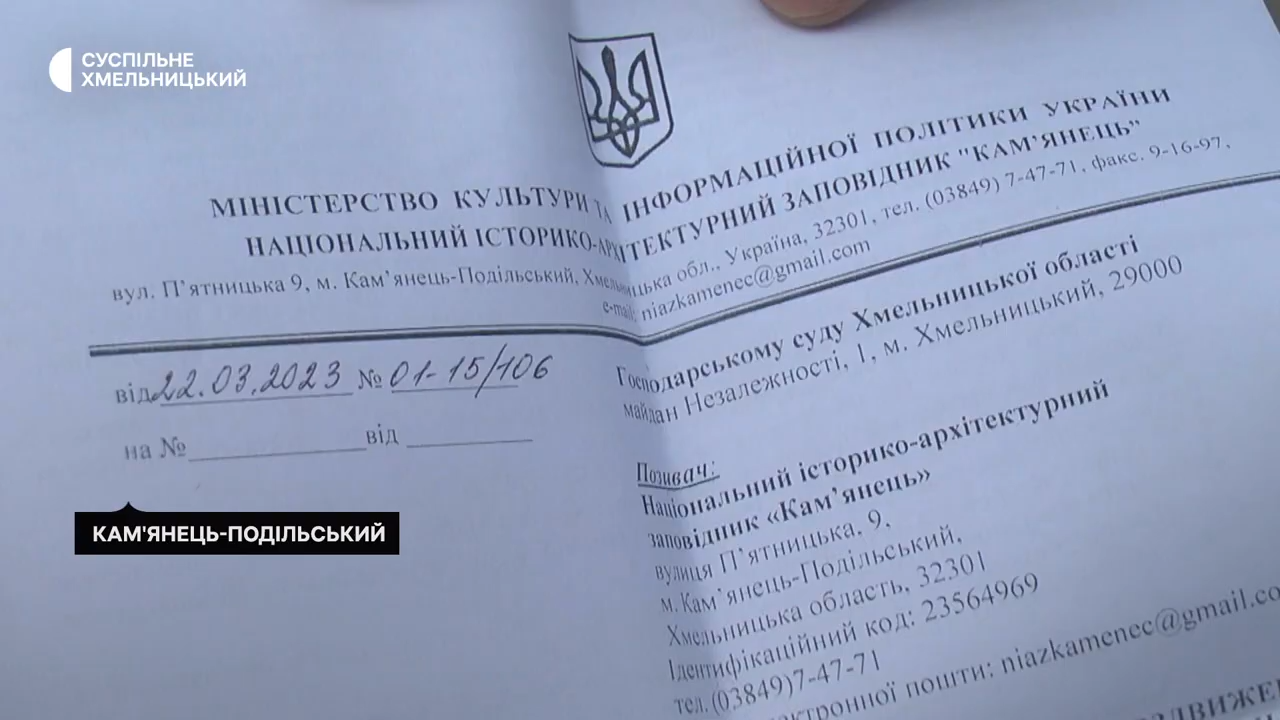 СУСПІЛЬНЕ
ХМЕЛЬНИЦЬКИЙ
МІНІСТЕРСТВО КУЛЬТУРИ ТА ІНФОРМАЦІЙНОЇ ПОЛІТИКИ УКРАЇНИ
НАЦІОНАЛЬНИЙ ІСТОРИКО-АРХІТЕКТУРНИЙ ЗАПОВІДНИК "КАМ’ЯНЕЦЬ”
вул. П’ятницька 9, м. Кам’янець-Подільський, Хмельницька обл., Україна, 32301, тел. (03849) 7-47-71, факс. 9-16-97,
e-mail: niazkamenec@gmail.com
від 22.03.2023 № 01-15/106
на № від
Господарському суду Хмельницької області
майдан Незалежності, 1, м. Хмельницький, 29000
Позивач:
Національний історико-архітектурний
заповідник «Кам’янець»
вулиця П’ятницька, 9,
м. Кам’янець-Подільський,
Хмельницька область, 32301
Ідентифікаційний код: 23564969
тел. (03849)7-47-71
пошти: niazkamenec@gmail.co
КАМ'ЯНЕЦЬ-ПОДІЛЬСЬКИЙ